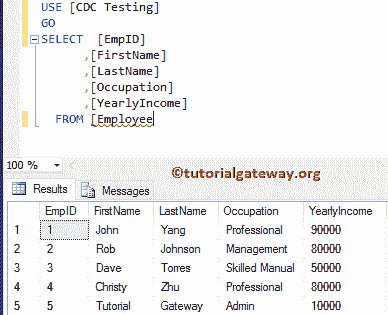 USE [CDC Testing]
GO
SELECT [EmpID]
,[FirstName]
,[LastName]
,[Occupation]
,[YearlyIncome]
FROM [Employee
100 %
©tutorialgateway.org
Results Messages
EmpID FirstName LastName Occupation YearlyIncome
1 1 John Yang Professional 90000
2 2 Rob Johnson Management 80000
3 3 Dave Torres Skilled Manual 50000
4 4 Christy Zhu Professional 80000
5 5 Tutorial Gateway Admin 10000